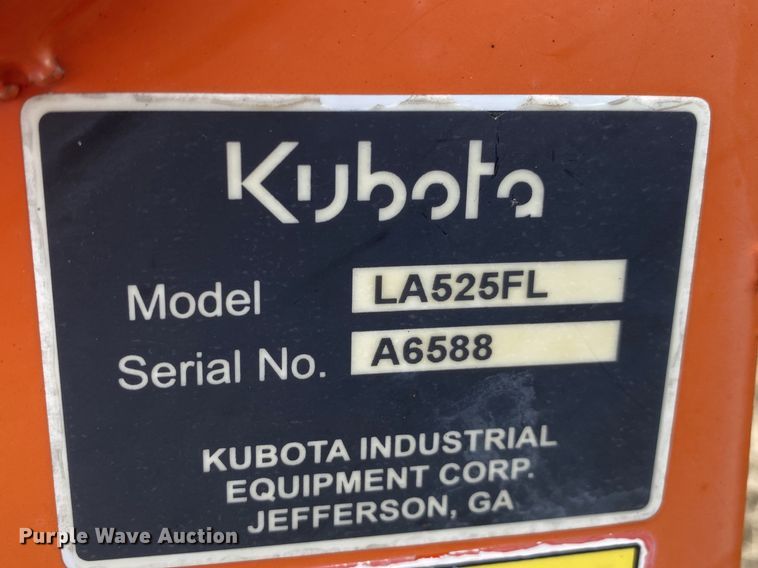 Kubota
Model LA525FL
Serial No. A6588
KUBOTA INDUSTRIAL
EQUIPMENT CORP.
JEFFERSON, GA
Purple Wave Auction